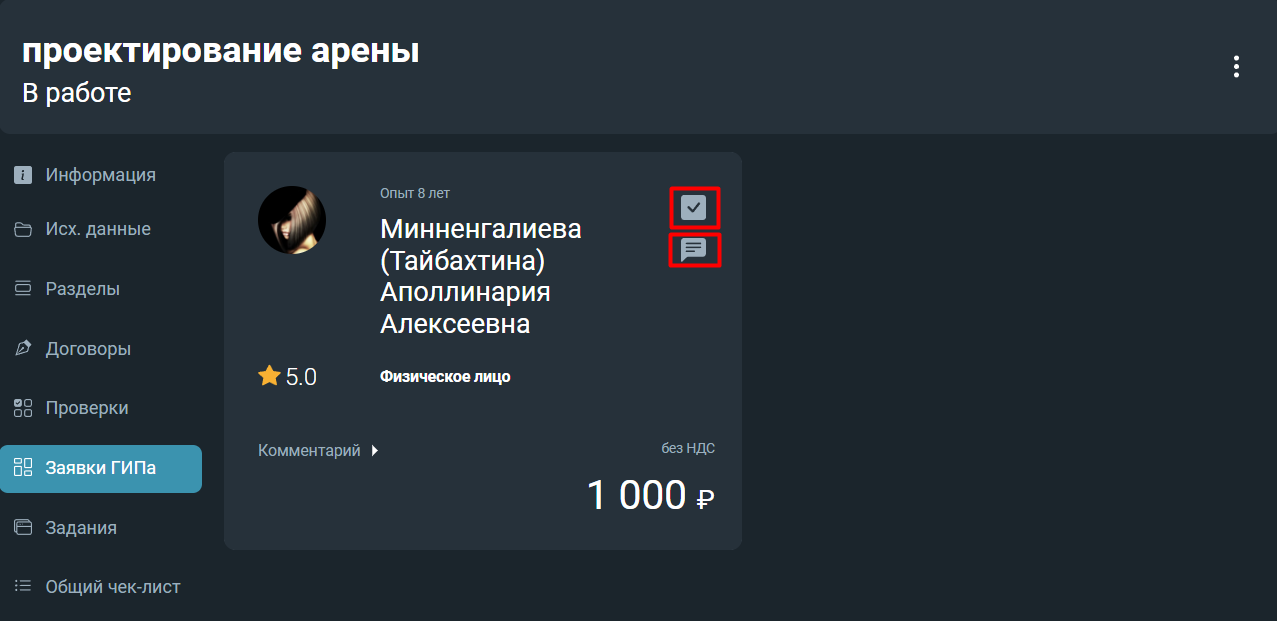 проектирование арены
В работе
Информация
Исх. данные
Разделы
Договоры
Проверки
Заявки ГИПа
Задания
Общий чек-лист
Опыт 8 лет
Минненгалиева
(Тайбахтина)
Аполлинария
Алексеевна
5.0
Физическое лицо
Комментарий
без НДС
1 000 ₽